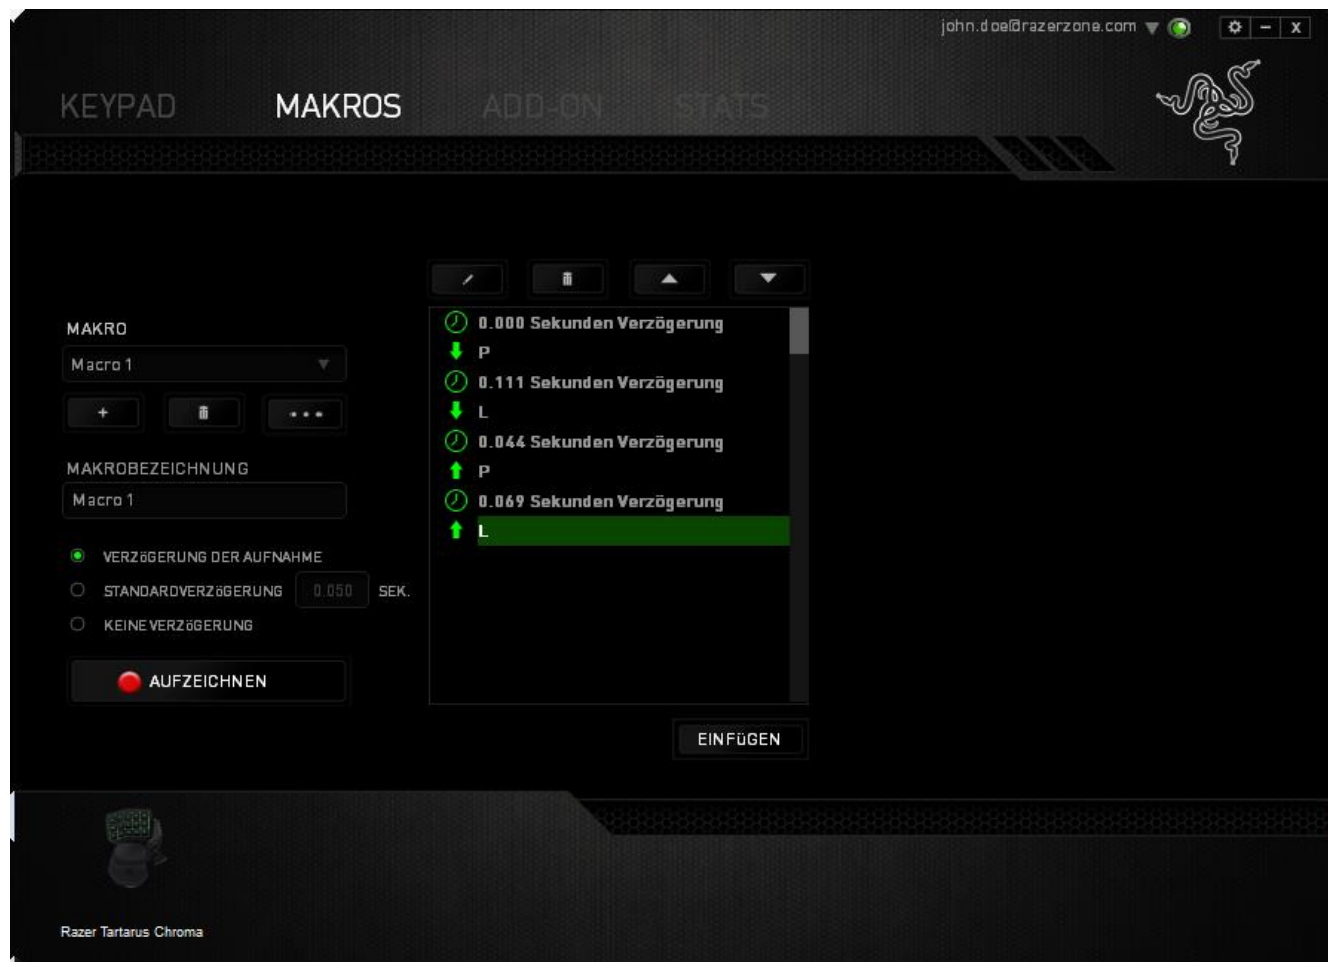 john.doe@razerzone.com
KEYPAD MAKROS ADD-ON STATS
MAKRO
Macro 1
MAKROBEZEICHNUNG
Macro 1
VERZöGERUNG DER AUFNAHME
STANDARDVERZöGERUNG 0.050 SEK.
KEINE VERZöGERUNG
AUFZEICHNEN
0.000 Sekunden Verzögerung
P
0.111 Sekunden Verzögerung
L
0.044 Sekunden Verzögerung
P
0.069 Sekunden Verzögerung
L
EINFüGEN
Razer Tartarus Chroma